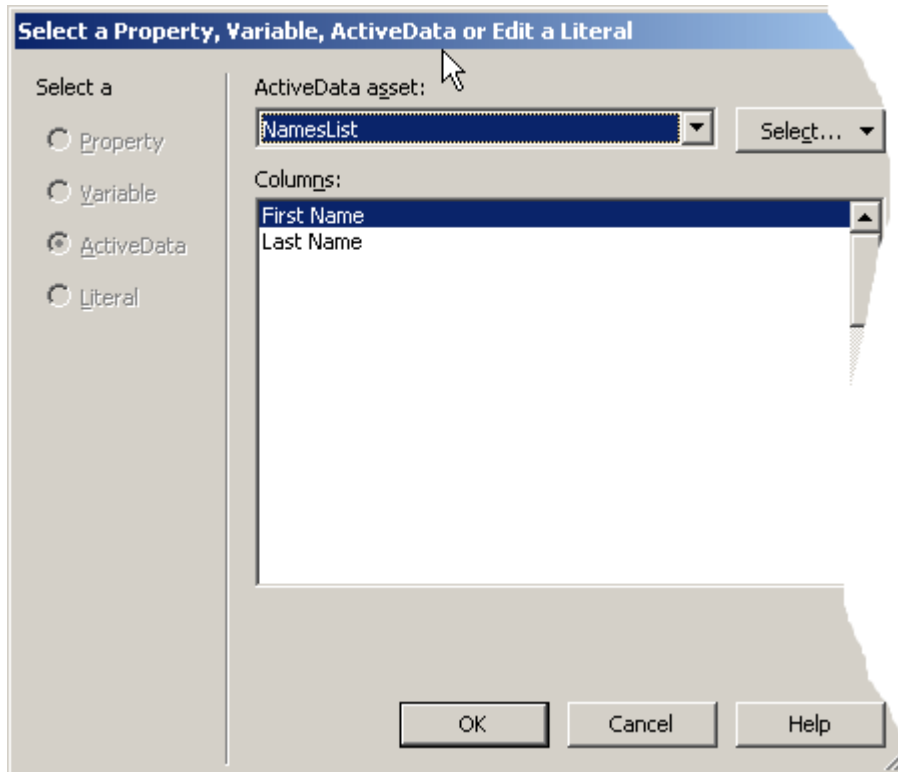 Select a Property, Variable, ActiveData or Edit a Literal
Select a
Property
Variable
ActiveData
Literal
ActiveData asset:
NamesList
Select...
Columns:
First Name
Last Name
OK
Cancel
Help